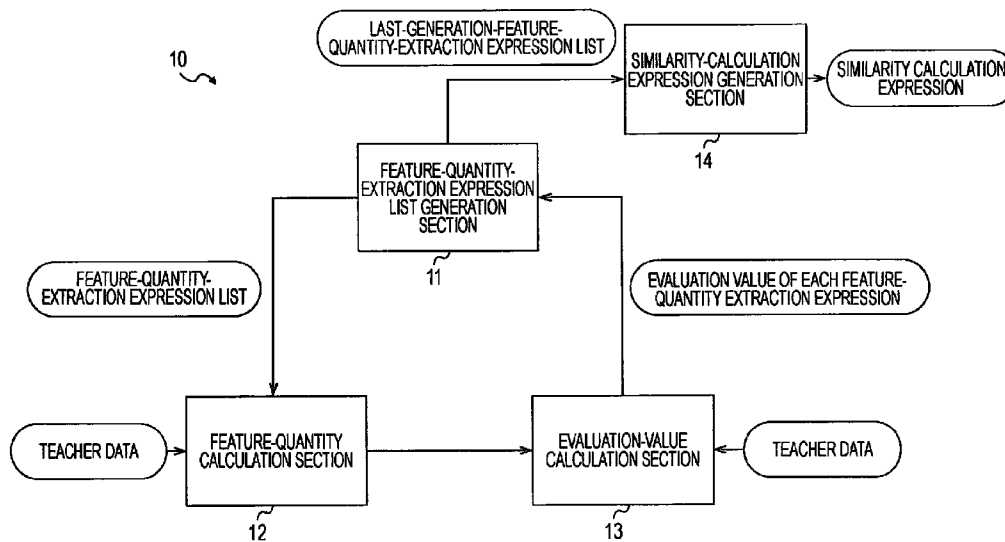 10
LAST-GENERATION-FEATURE-
QUANTITY-EXTRACTION EXPRESSION LIST
SIMILARITY-CALCULATION
EXPRESSION GENERATION
SECTION
14
SIMILARITY CALCULATION
EXPRESSION
FEATURE-QUANTITY-
EXTRACTION EXPRESSION
LIST GENERATION
SECTION
11
FEATURE-QUANTITY-
EXTRACTION EXPRESSION LIST
EVALUATION VALUE OF EACH FEATURE-
QUANTITY EXTRACTION EXPRESSION
TEACHER DATA
FEATURE-QUANTITY
CALCULATION SECTION
12
EVALUATION-VALUE
CALCULATION SECTION
13
TEACHER DATA